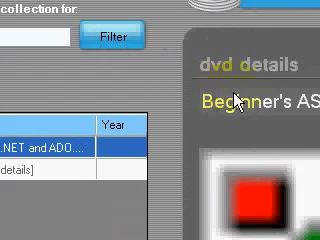 collection for:
Filter
dvd details
Beginner's AS
Year
.NET and ADO....
details]